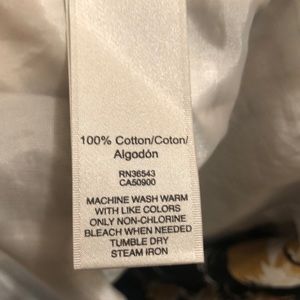 100% Cotton/Coton/
Algodón
RN36543
CA50900
MACHINE WASH WARM
WITH LIKE COLORS
ONLY NON-CHLORINE
BLEACH WHEN NEEDED
TUMBLE DRY
STEAM IRON